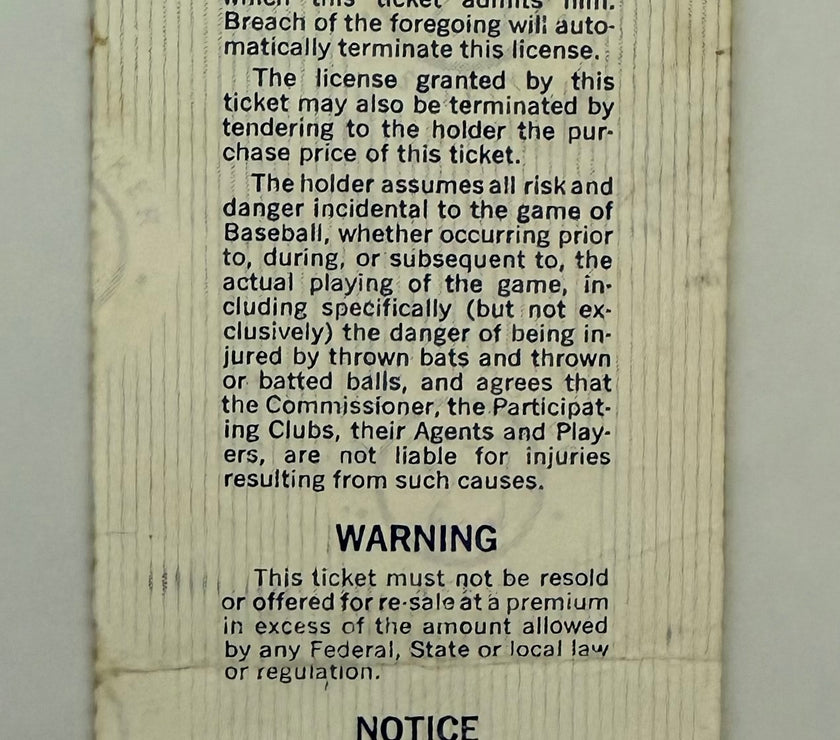 which this ticket admits him.
Breach of the foregoing will auto-
matically terminate this license.
The license granted by this
ticket may also be terminated by
tendering to the holder the pur-
chase price of this ticket.
The holder assumes all risk and
danger incidental to the game of
Baseball, whether occurring prior
to, during, or subsequent to, the
actual playing of the game, in-
cluding specifically (but not ex-
clusively) the danger of being in-
jured by thrown bats and thrown
or batted balls, and agrees that
the Commissioner, the Participat-
ing Clubs, their Agents and Play-
ers, are not liable for injuries
resulting from such causes.
WARNING
This ticket must not be resold
or offered for re-sale at a premium
in excess of the amount allowed
by any Federal, State or local law
or regulation.
NOTICE